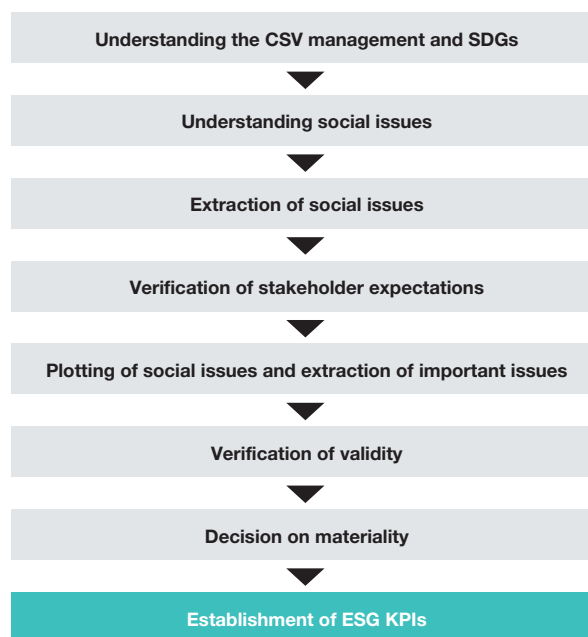 Understanding the CSV management and SDGs
Understanding social issues
Extraction of social issues
Verification of stakeholder expectations
Plotting of social issues and extraction of important issues
Verification of validity
Decision on materiality
Establishment of ESG KPIs